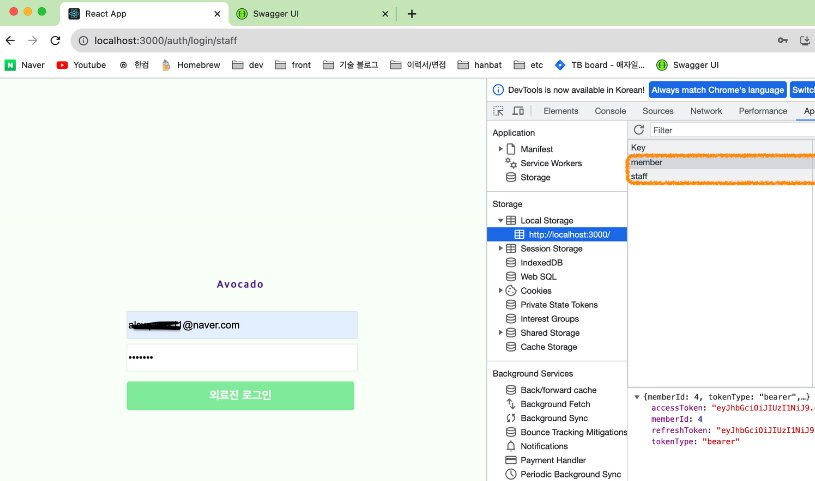 React App
Swagger UI
localhost:3000/auth/login/staff
Naver Youtube 한컴 Homebrew dev front 기술 블로그 이력서/면접 hanbat etc TB board - 애자일... Swagger UI
DevTools is now available in Korean! Always match Chrome's language Switch
Elements Console Sources Network Performance Ap
Application
Manifest
Service Workers
Storage
Storage
Local Storage
http://localhost:3000/
Session Storage
IndexedDB
Web SQL
Cookies
Private State Tokens
Interest Groups
Shared Storage
Cache Storage
Background Services
Back/forward cache
Background Fetch
Background Sync
Bounce Tracking Mitigations
Notifications
Payment Handler
Periodic Background Sync
Filter
Key
member
staff
{memberId: 4, tokenType: "bearer",…}
accessToken: "eyJhbGciOiJIUzI1NiJ9.
memberId: 4
refreshToken: "eyJhbGciOiJIUzI1NiJ9
tokenType: "bearer"
Avocado
@naver.com
•••••••
의료진 로그인